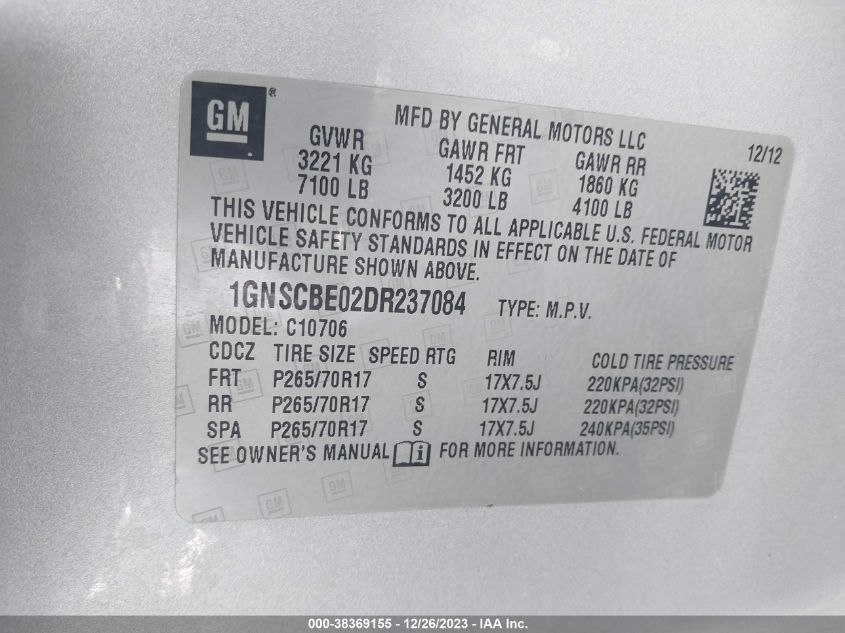 GM®
MFD BY GENERAL MOTORS LLC
12/12
GVWR GAWR FRT GAWR RR
3221 KG 1452 KG 1860 KG
7100 LB 3200 LB 4100 LB
THIS VEHICLE CONFORMS TO ALL APPLICABLE U.S. FEDERAL MOTOR
VEHICLE SAFETY STANDARDS IN EFFECT ON THE DATE OF
MANUFACTURE SHOWN ABOVE.
1GNSCBE02DR237084 TYPE: M.P.V.
MODEL: C10706
CDCZ TIRE SIZE SPEED RTG RIM COLD TIRE PRESSURE
FRT P265/70R17 S 17X7.5J 220KPA(32PSI)
RR P265/70R17 S 17X7.5J 220KPA(32PSI)
SPA P265/70R17 S 17X7.5J 240KPA(35PSI)
SEE OWNER'S MANUAL i FOR MORE INFORMATION.
000-38369155 - 12/26/2023 - IAA Inc.